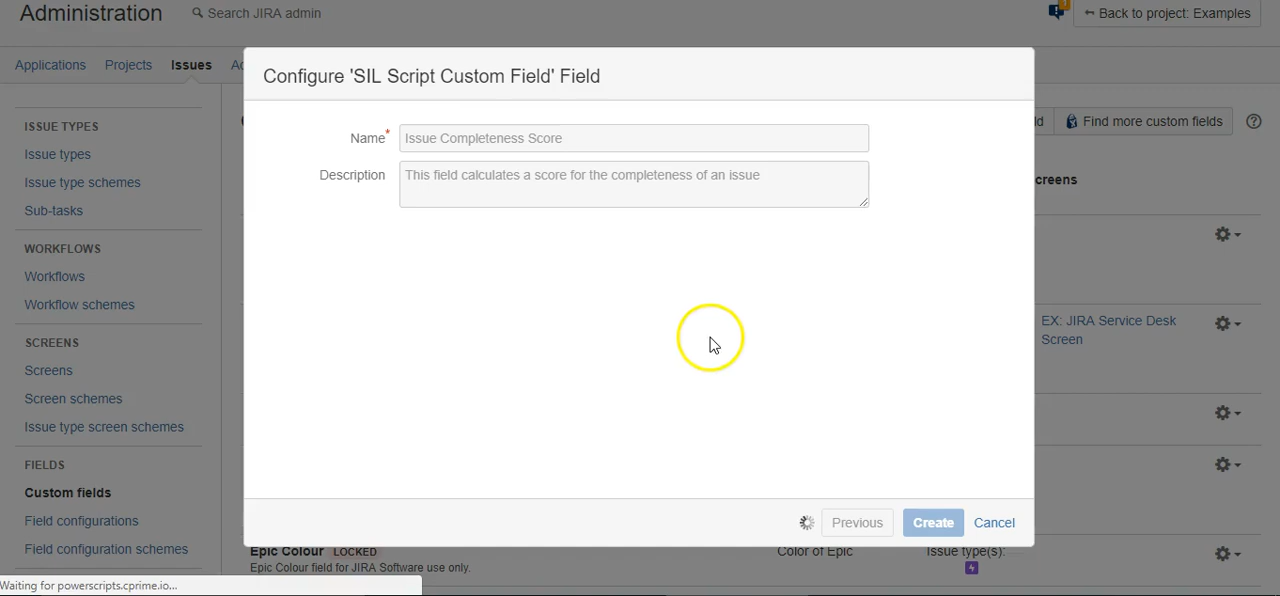 Administration
Search JIRA admin
Back to project: Examples
Applications
Projects
Issues
Configure 'SIL Script Custom Field' Field
Find more custom fields
Name*
Issue Completeness Score
Description
This field calculates a score for the completeness of an issue
ISSUE TYPES
Issue types
Issue type schemes
Sub-tasks
WORKFLOWS
Workflows
Workflow schemes
SCREENS
Screens
Screen schemes
Issue type screen schemes
FIELDS
Custom fields
Field configurations
Field configuration schemes
creens
EX: JIRA Service Desk
Screen
Previous
Create
Cancel
Epic Colour LOCKED
Epic Colour field for JIRA Software use only.
Color of Epic
Issue type(s):
Waiting for powerscripts.cprime.io...